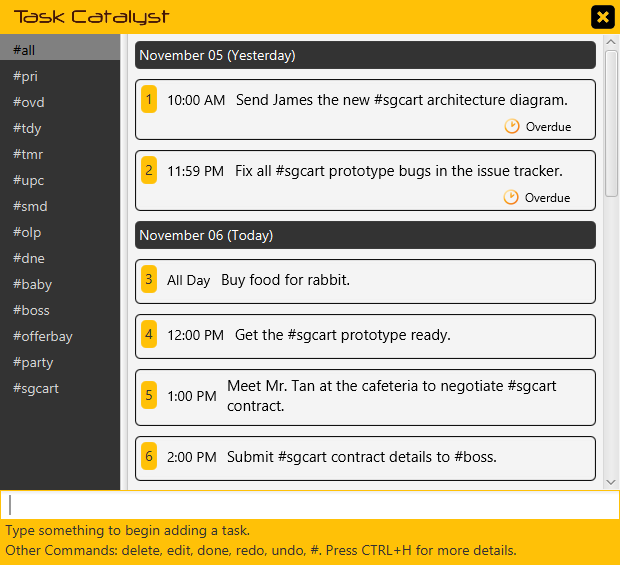 Task Catalyst
#all
#pri
#ovd
#tdy
#tmr
#upc
#smd
#olp
#dne
#baby
#boss
#offerbay
#party
#sgcart
November 05 (Yesterday)
1 10:00 AM Send James the new #sgcart architecture diagram.
Overdue
2 11:59 PM Fix all #sgcart prototype bugs in the issue tracker.
Overdue
November 06 (Today)
3 All Day Buy food for rabbit.
4 12:00 PM Get the #sgcart prototype ready.
5 1:00 PM Meet Mr. Tan at the cafeteria to negotiate #sgcart
contract.
6 2:00 PM Submit #sgcart contract details to #boss.
Type something to begin adding a task.
Other Commands: delete, edit, done, redo, undo, #. Press CTRL+H for more details.